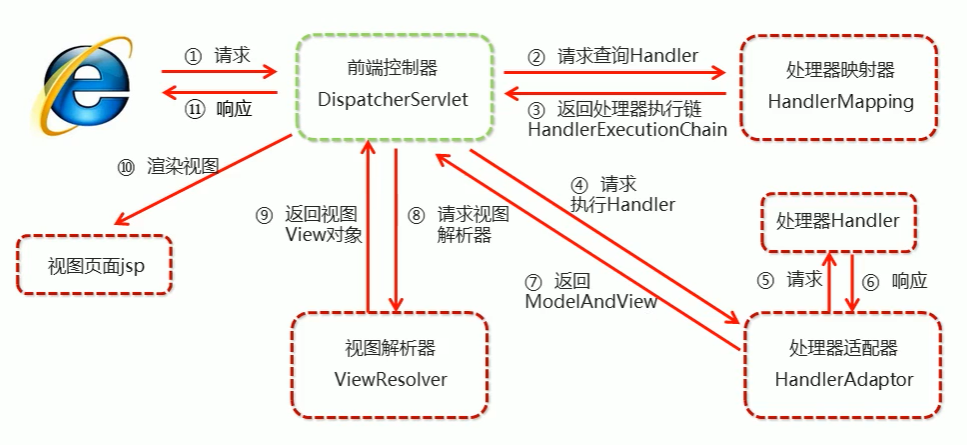 ① 请求
⑪ 响应
前端控制器
DispatcherServlet
② 请求查询Handler
③ 返回处理器执行链
HandlerExecutionChain
处理器映射器
HandlerMapping
⑩ 渲染视图
视图页面jsp
⑨ 返回视图
View对象
⑧ 请求视图
解析器
④ 请求
执行Handler
⑦ 返回
ModelAndView
处理器Handler
⑤ 请求
⑥ 响应
视图解析器
ViewResolver
处理器适配器
HandlerAdaptor